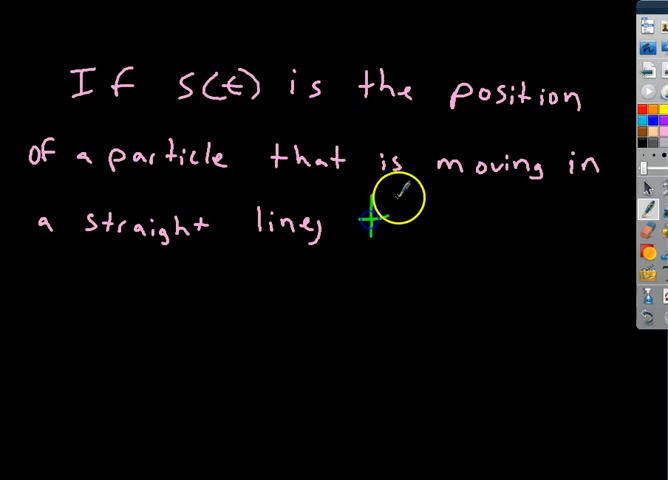 If s(t) is the position
of a particle that is moving in
a straight line,